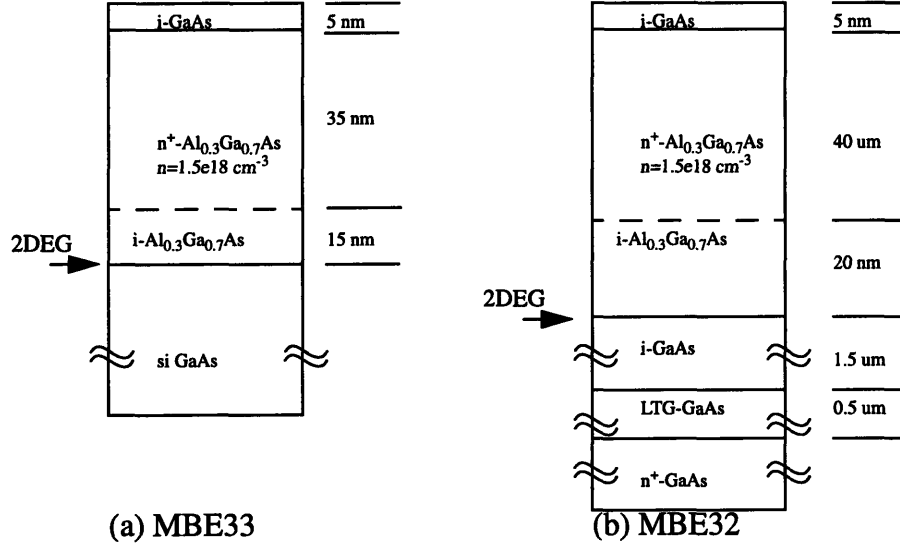 i-GaAs
5 nm
n⁺-Al₀.₃Ga₀.₇As
n=1.5e18 cm⁻³
35 nm
i-Al₀.₃Ga₀.₇As
15 nm
2DEG
si GaAs
(a) MBE33
i-GaAs
5 nm
n⁺-Al₀.₃Ga₀.₇As
n=1.5e18 cm⁻³
40 um
i-Al₀.₃Ga₀.₇As
20 nm
2DEG
i-GaAs
1.5 um
LTG-GaAs
0.5 um
n⁺-GaAs
(b) MBE32